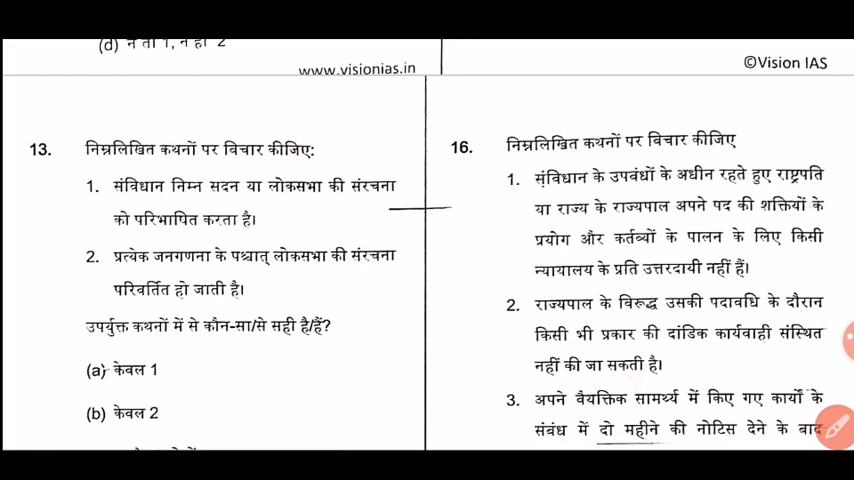 (d) न तो 1, न ही 2
www.visionias.in
©Vision IAS
13. निम्नलिखित कथनों पर विचार कीजिए:
1. संविधान निम्न सदन या लोकसभा की संरचना
को परिभाषित करता है।
2. प्रत्येक जनगणना के पश्चात् लोकसभा की संरचना
परिवर्तित हो जाती है।
उपर्युक्त कथनों में से कौन-सा/से सही है/हैं?
(a) केवल 1
(b) केवल 2
16. निम्नलिखित कथनों पर विचार कीजिए
1. संविधान के उपबंधों के अधीन रहते हुए राष्ट्रपति
या राज्य के राज्यपाल अपने पद की शक्तियों के
प्रयोग और कर्तव्यों के पालन के लिए किसी
न्यायालय के प्रति उत्तरदायी नहीं हैं।
2. राज्यपाल के विरूद्ध उसकी पदावधि के दौरान
किसी भी प्रकार की दांडिक कार्यवाही संस्थित
नहीं की जा सकती है।
3. अपने वैयक्तिक सामर्थ्य में किए गए कार्यों के
संबंध में दो महीने की नोटिस देने के बाद